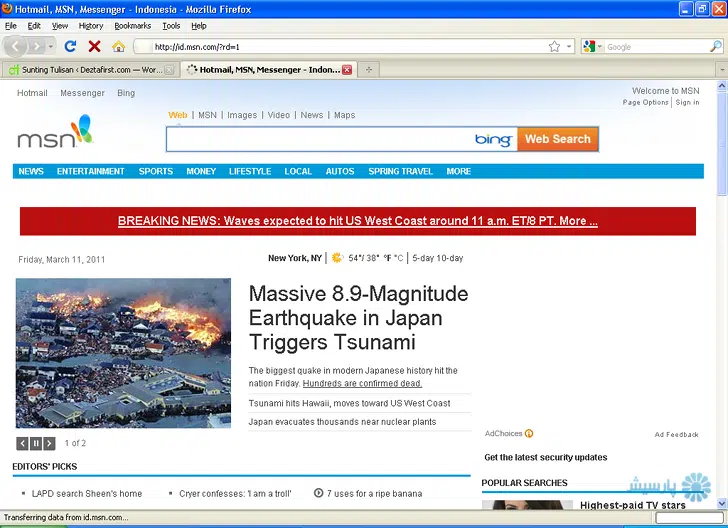 Hotmail, MSN, Messenger - Indonesia - Mozilla Firefox
File Edit View History Bookmarks Tools Help
http://id.msn.com/?rd=1
Google
Sunting Tulisan ‹ Deztafirst.com — Wor...
Hotmail, MSN, Messenger - Indon...
Hotmail Messenger Bing
Welcome to MSN
Page Options | Sign in
Web | MSN | Images | Video | News | Maps
msn
bing Web Search
NEWS ENTERTAINMENT SPORTS MONEY LIFESTYLE LOCAL AUTOS SPRING TRAVEL MORE
BREAKING NEWS: Waves expected to hit US West Coast around 11 a.m. ET/8 PT. More ...
Friday, March 11, 2011
New York, NY | 54°/ 38° °F °C | 5-day 10-day
Massive 8.9-Magnitude
Earthquake in Japan
Triggers Tsunami
The biggest quake in modern Japanese history hit the
nation Friday. Hundreds are confirmed dead.
Tsunami hits Hawaii, moves toward US West Coast
Japan evacuates thousands near nuclear plants
1 of 2
AdChoices
Ad Feedback
Get the latest security updates
EDITORS' PICKS
LAPD search Sheen's home
Cryer confesses: 'I am a troll'
7 uses for a ripe banana
POPULAR SEARCHES
Highest-paid TV stars
پارسیش
Transferring data from id.msn.com...